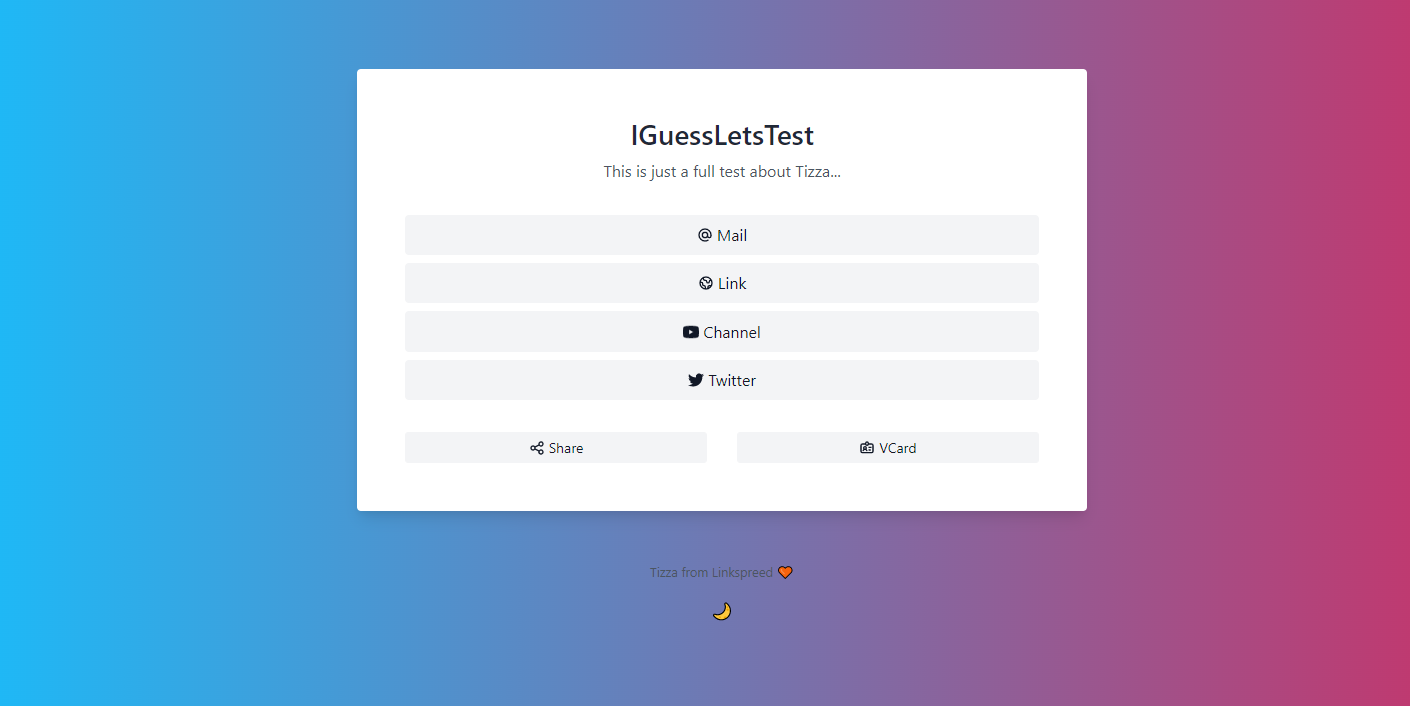 IGuessLetsTest
This is just a full test about Tizza...
Mail
Link
Channel
Twitter
Share VCard
Tizza from Linkspreed